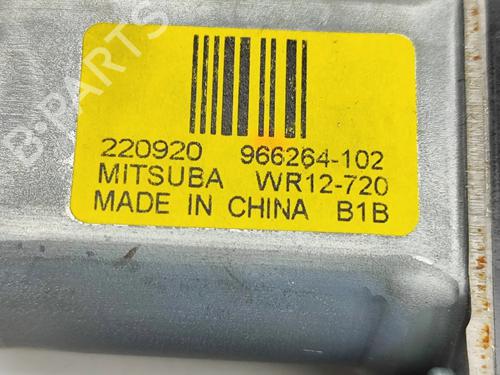 220920 966264-102
MITSUBA WR12-720
MADE IN CHINA B1B
B-PARTS